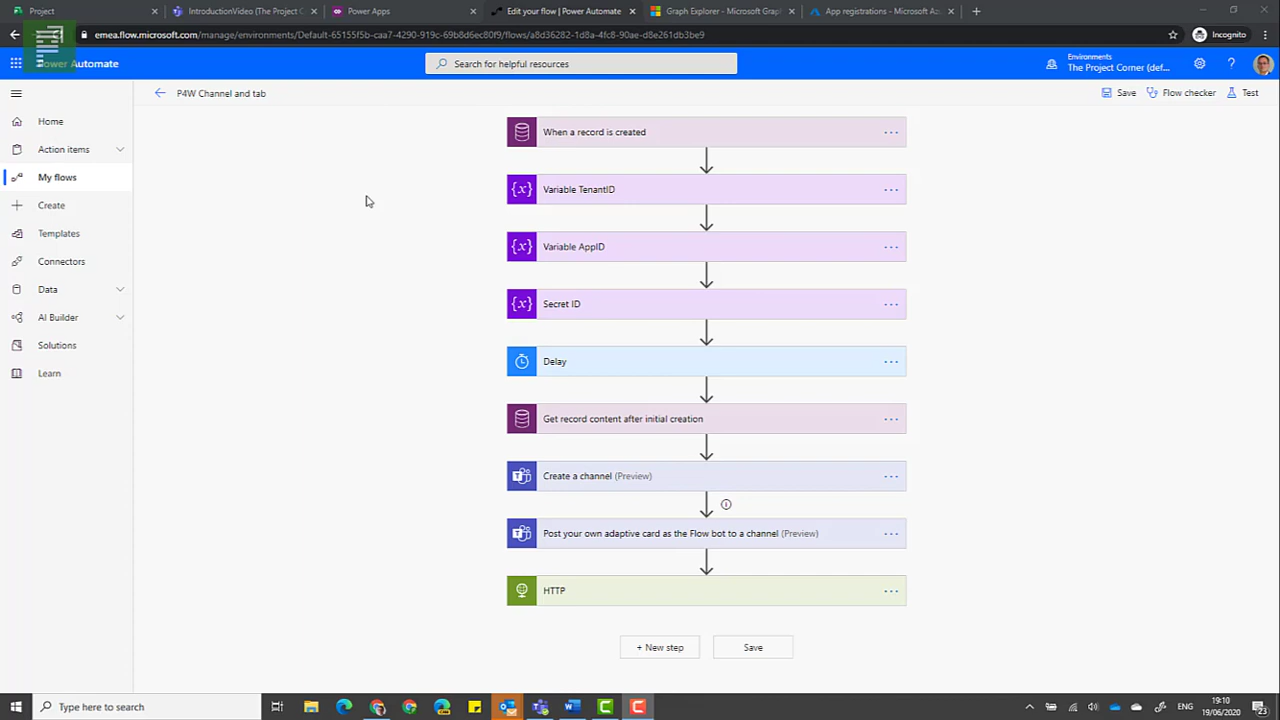 Project
IntroductionVideo (The Project C
Power Apps
Edit your flow | Power Automate
Graph Explorer - Microsoft Grap
App registrations - Microsoft Az
emea.flow.microsoft.com/manage/environments/Default-65155f5b-caa7-4290-919c-6b6d6ec80f9/flows/a8d36282-1d8a-4fc8-90ae-d8e261db3be9
Incognito
Power Automate
Search for helpful resources
Environments
The Project Corner (def...
P4W Channel and tab
Save
Flow checker
Test
Home
Action items
My flows
Create
Templates
Connectors
Data
AI Builder
Solutions
Learn
When a record is created
Variable TenantID
Variable AppID
Secret ID
Delay
Get record content after initial creation
Create a channel (Preview)
Post your own adaptive card as the Flow bot to a channel (Preview)
HTTP
+ New step
Save
Type here to search
ENG
19:10
19/06/2020
23